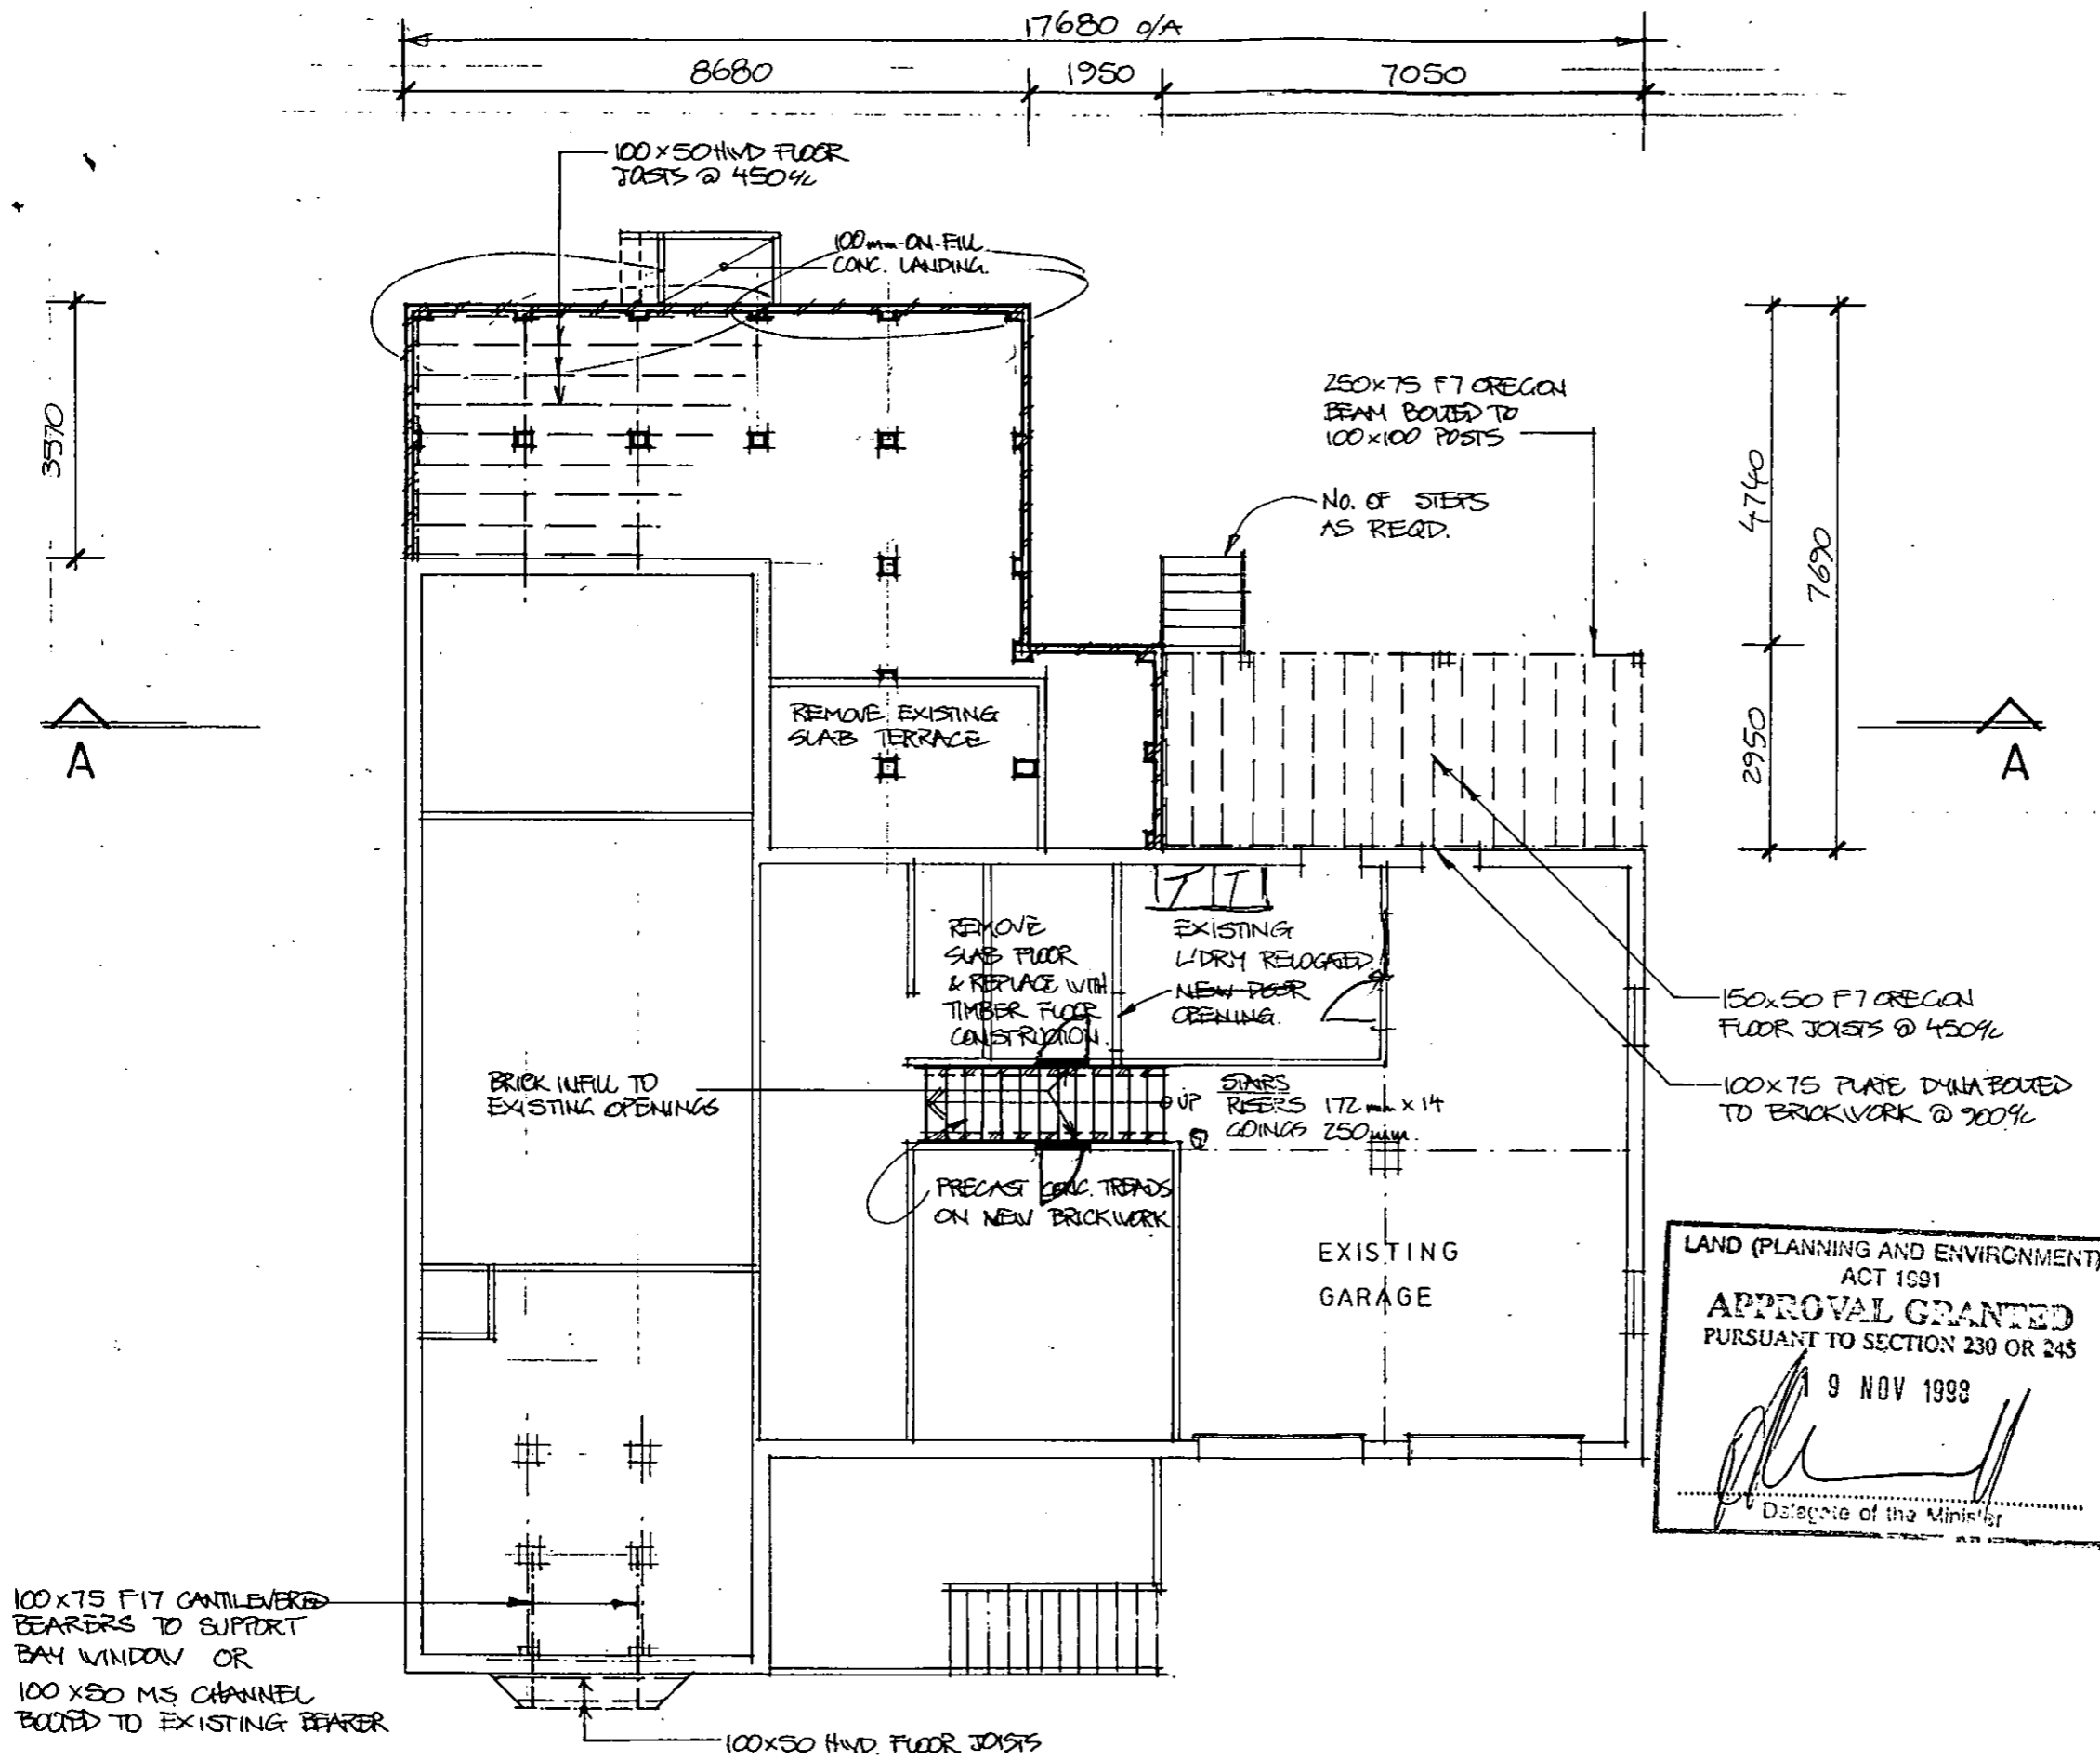 17680 O/A
8680
1950
7050
100×50 HWD FLOOR
JOISTS @ 450 c/c
100mm-ON-FILL
CONC. LANDING.
3570
250×75 F7 OREGON
BEAM BOLTED TO
100×100 POSTS
NO. OF STEPS
AS REQD.
4740
7690
2950
A
A
REMOVE EXISTING
SLAB TERRACE
REMOVE
SLAB FLOOR
& REPLACE WITH
TIMBER FLOOR
CONSTRUCTION.
T T
EXISTING
L'DRY RELOCATED.
NEW DOOR
OPENING.
150×50 F7 OREGON
FLOOR JOISTS @ 450 c/c
100×75 PLATE DYNABOLTED
TO BRICKWORK @ 900 c/c
BRICK INFILL TO
EXISTING OPENINGS
UP
STAIRS
RISERS 172mm × 14
GOINGS 250mm.
PRECAST CONC. TREADS
ON NEW BRICKWORK
EXISTING
GARAGE
LAND (PLANNING AND ENVIRONMENT)
ACT 1991
APPROVAL GRANTED
PURSUANT TO SECTION 230 OR 245
19 NOV 1998
Delegate of the Minister
100×75 F17 CANTILEVERED
BEARERS TO SUPPORT
BAY WINDOW OR
100×50 MS CHANNEL
BOLTED TO EXISTING BEARER
100×50 HWD. FLOOR JOISTS